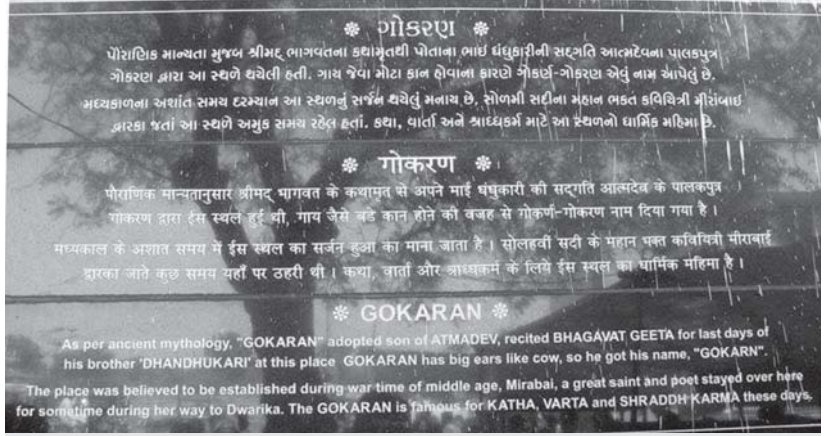 ❋ ગોકરણ ❋
પૌરાણિક માન્યતા મુજબ શ્રીમદ્ ભાગવતના કથામૃતથી પોતાના ભાઇ ધંધુકારીની સદ્ગતિ આત્મદેવના પાલકપુત્ર
ગોકરણ દ્વારા આ સ્થળે થયેલી હતી. ગાય જેવા મોટા કાન હોવાના કારણે ગોકર્ણ-ગોકરણ એવું નામ આપેલું છે.
મધ્યકાળના અશાંત સમય દરમ્યાન આ સ્થળનું સર્જન થયેલું મનાય છે, સોળમી સદીના મહાન ભકત કવિયિત્રી મીરાંબાઇ
દ્વારકા જતાં આ સ્થળે અમુક સમય રહેલ હતાં. કથા, વાર્તા અને શ્રાધ્ધકર્મ માટે આ સ્થળનો ધાર્મિક મહિમા છે.
❋ गोकरण ❋
पौराणिक मान्यतानुसार श्रीमद् भागवत के कथामृत से अपने भाई धंधुकारी की सद्गति आत्मदेव के पालकपुत्र
गोकरण द्वारा ईस स्थल हुई थी, गाय जैसे बडे कान होने की वजह से गोकर्ण-गोकरण नाम दिया गया है ।
मध्यकाल के अशात समय में ईस स्थल का सर्जन हुआ का माना जाता है । सोलहवी सदी के महान भक्त कवियित्री मीराबाई
द्वारका जाते कुछ समय यहाँ पर ठहरी थी । कथा, वार्ता और श्राध्धकर्म के लिये ईस स्थल का धार्मिक महिमा है ।
❋ GOKARAN ❋
As per ancient mythology, "GOKARAN" adopted son of ATMADEV, recited BHAGAVAT GEETA for last days of
his brother 'DHANDHUKARI' at this place GOKARAN has big ears like cow, so he got his name, "GOKARN".
The place was believed to be established during war time of middle age, Mirabai, a great saint and poet stayed over here
for sometime during her way to Dwarika. The GOKARAN is famous for KATHA, VARTA and SHRADDH KARMA these days.